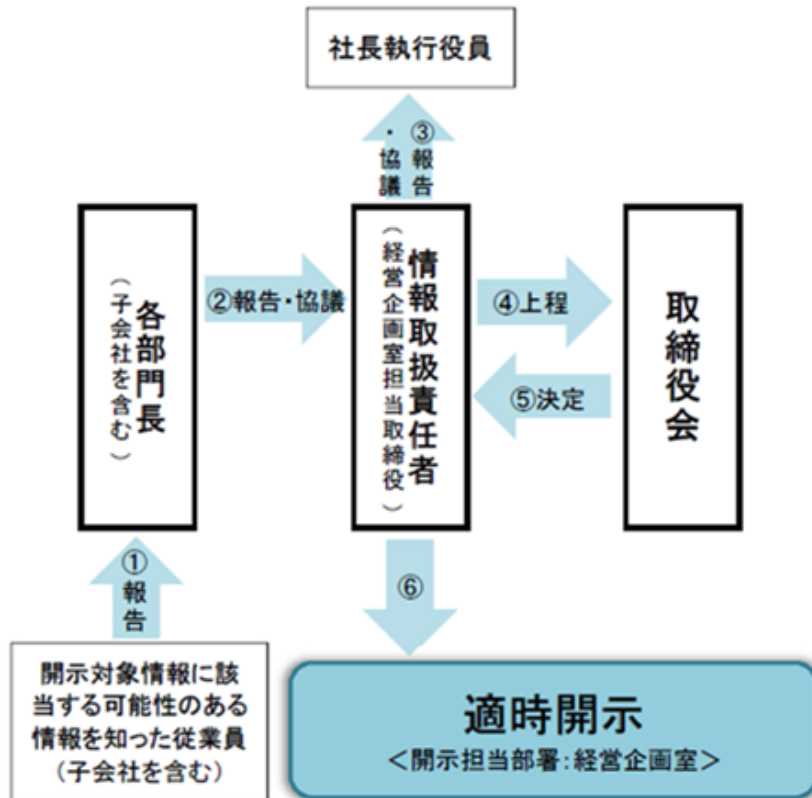 社長執行役員
③報告
・協議
各部門長
（子会社を含む）
②報告・協議
情報取扱責任者
（経営企画室担当取締役）
④上程
⑤決定
取締役会
①
報
告
⑥
開示対象情報に該
当する可能性のある
情報を知った従業員
（子会社を含む）
適時開示
＜開示担当部署：経営企画室＞